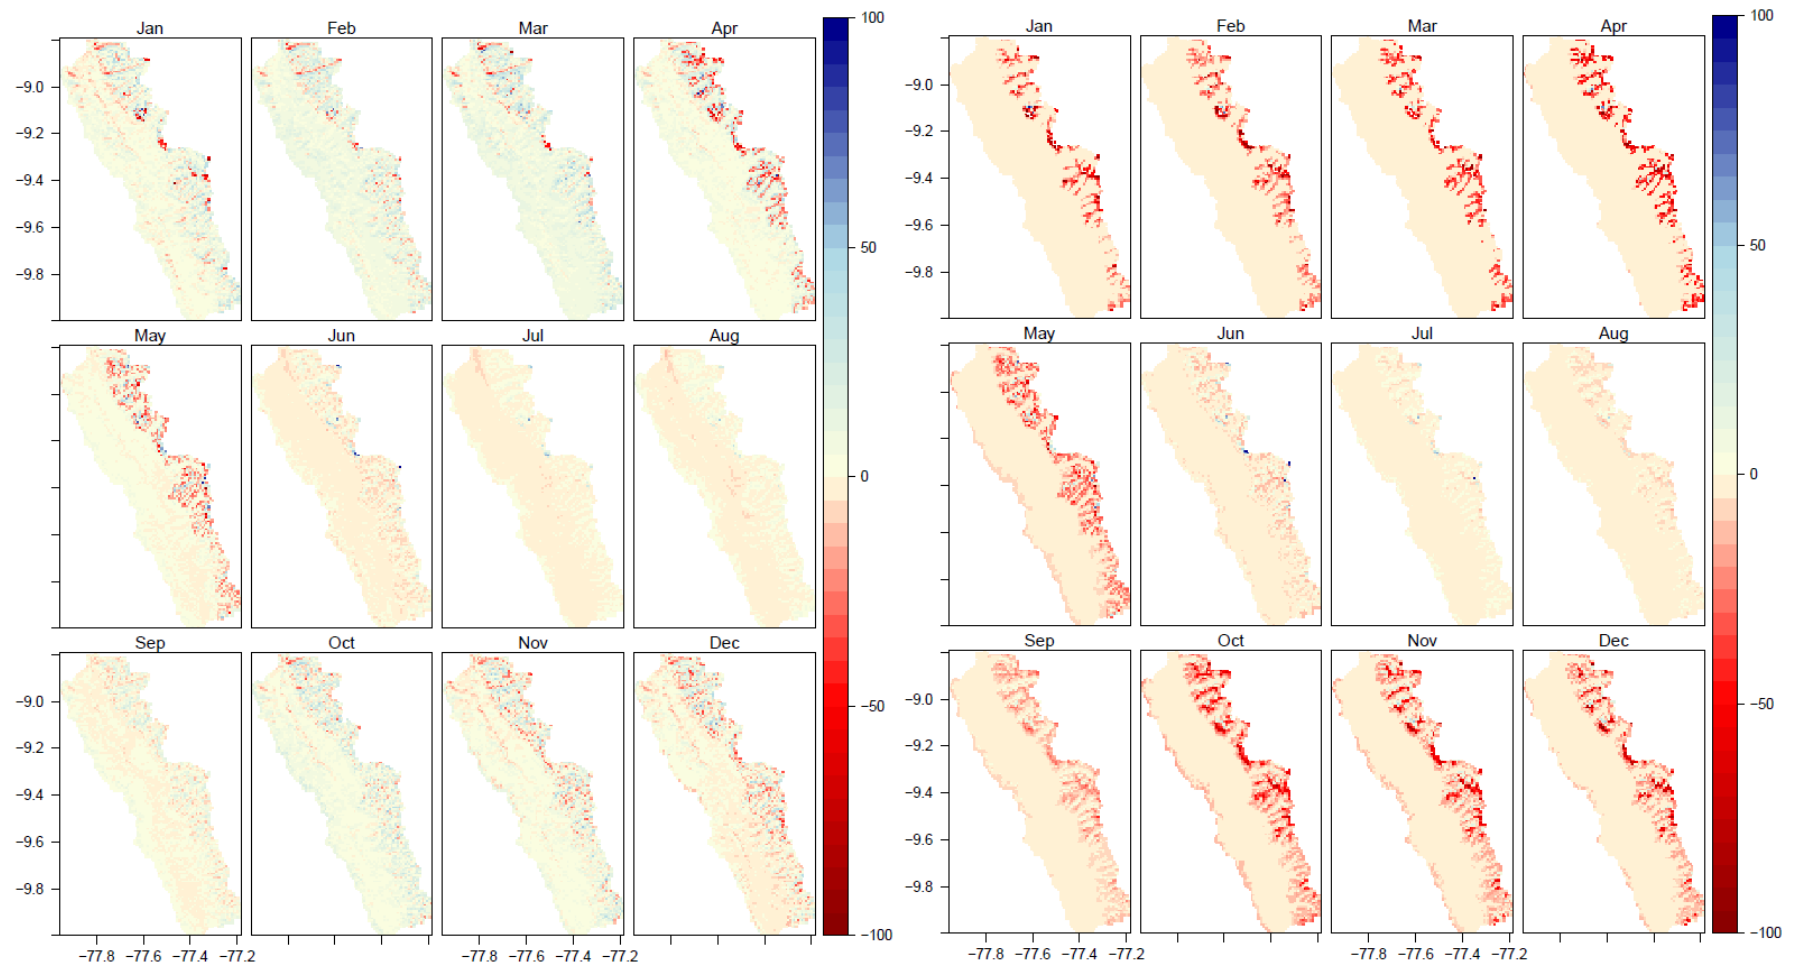 Jan Feb Mar Apr 100 Jan Feb Mar Apr 100
−9.0 −9.0
−9.2 −9.2
−9.4 −9.4
−9.6 50 −9.6 50
−9.8 −9.8
May Jun Jul Aug May Jun Jul Aug
0 0
Sep Oct Nov Dec Sep Oct Nov Dec
−9.0 −50 −9.0 −50
−9.2 −9.2
−9.4 −9.4
−9.6 −9.6
−9.8 −9.8
−100 −100
−77.8 −77.6 −77.4 −77.2 −77.8 −77.6 −77.4 −77.2 −77.8 −77.6 −77.4 −77.2 −77.8 −77.6 −77.4 −77.2